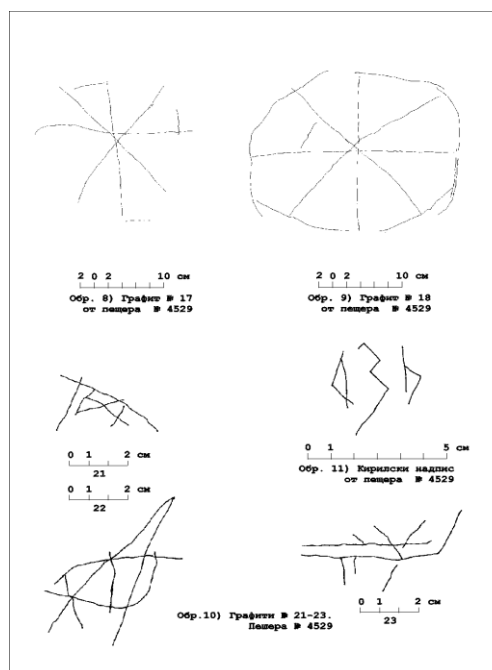 2 0 2 10 см
Обр. 8) Графит № 17
от пещера № 4529
2 0 2 10 см
Обр. 9) Графит № 18
от пещера № 4529
0 1 2 см
21
0 1 2 см
22
0 1 5 см
Обр. 11) Кирилски надпис
от пещера № 4529
Обр.10) Графити № 21-23.
Пещера № 4529
0 1 2 см
23